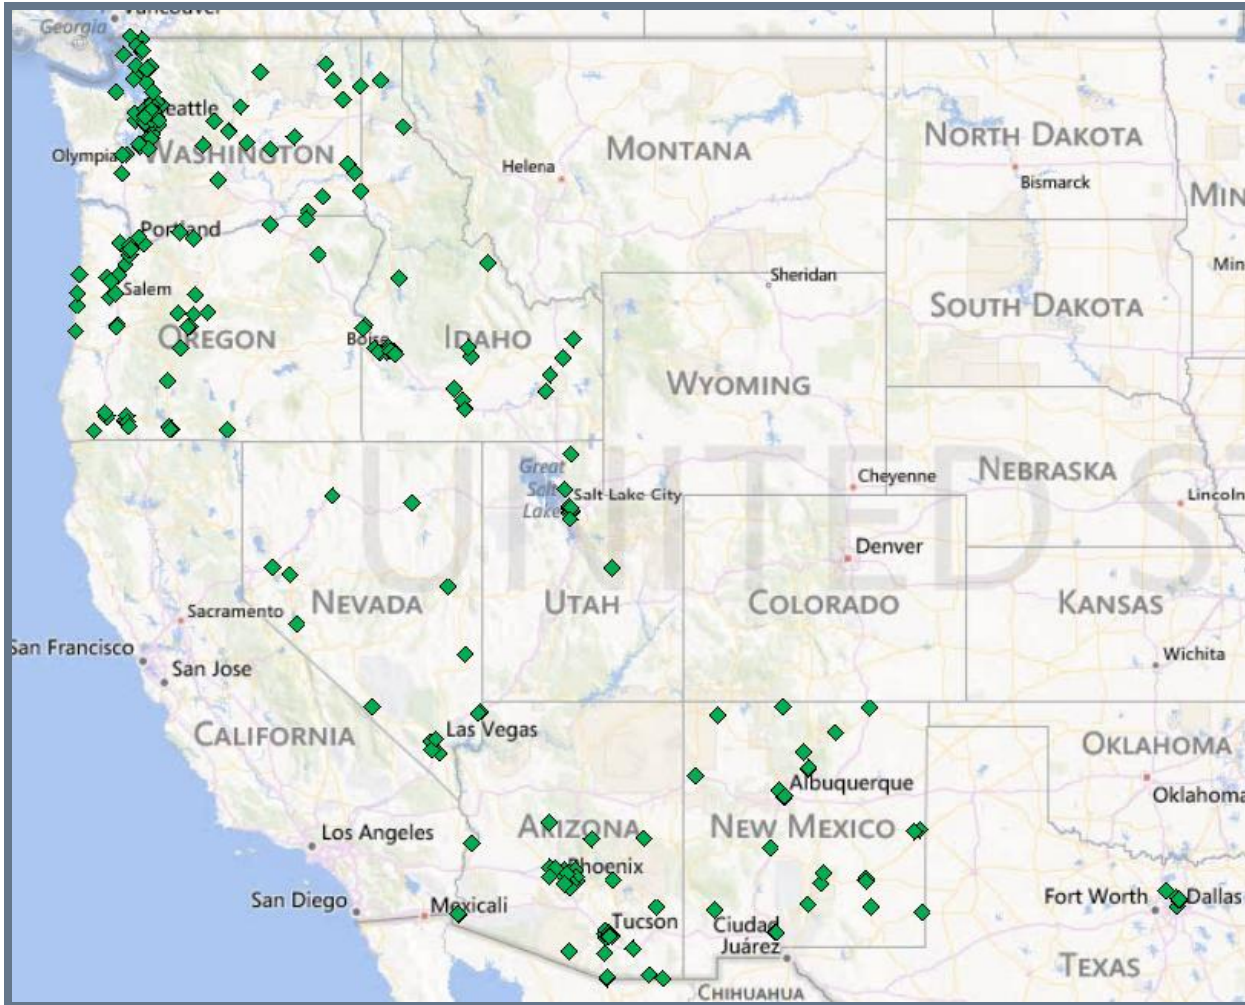 Vancouver
Georgia
Seattle
Olympia
WASHINGTON
Helena
MONTANA
NORTH DAKOTA
Bismarck
MIN
Portland
Salem
OREGON
Boise
IDAHO
Sheridan
SOUTH DAKOTA
Min
WYOMING
UNITED ST
Great
Salt
Lake
Salt Lake City
Cheyenne
NEBRASKA
Lincoln
Denver
Sacramento
NEVADA
UTAH
COLORADO
KANSAS
San Francisco
San Jose
Wichita
CALIFORNIA
Las Vegas
OKLAHOMA
Albuquerque
Oklahoma
Los Angeles
ARIZONA
NEW MEXICO
Phoenix
San Diego
Mexicali
Tucson
Ciudad
Juárez
Fort Worth
Dallas
TEXAS
CHIHUAHUA